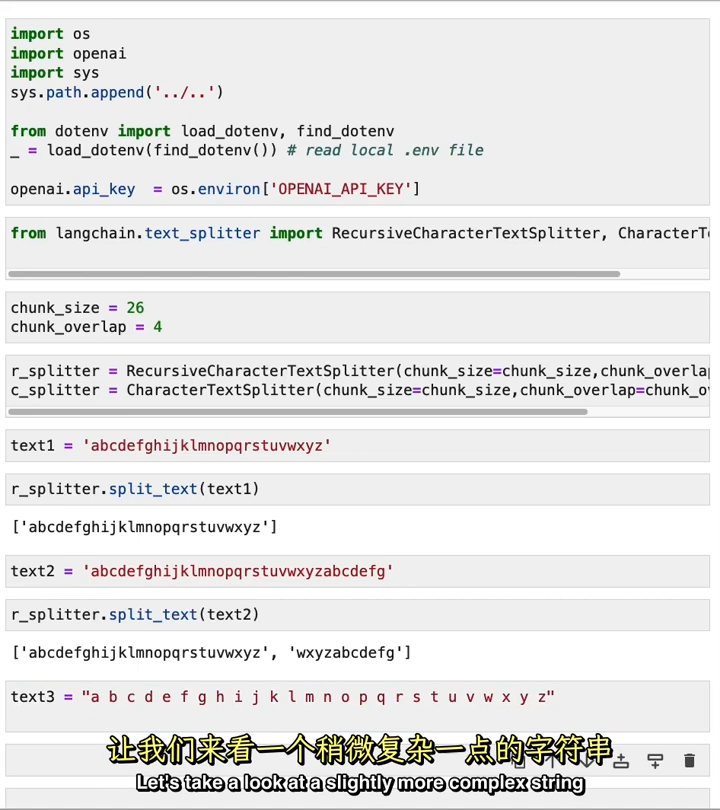 import os
import openai
import sys
sys.path.append('../..')
from dotenv import load_dotenv, find_dotenv
_ = load_dotenv(find_dotenv()) # read local .env file
openai.api_key  = os.environ['OPENAI_API_KEY']
from langchain.text_splitter import RecursiveCharacterTextSplitter,
chunk_size = 26
chunk_overlap = 4
r_splitter = RecursiveCharacterTextSplitter(chunk_size=chunk_size,
c_splitter = CharacterTextSplitter(chunk_size=chunk_size,chunk_overlap=
text1 = 'abcdefghijklmnopqrstuvwxyz'
r_splitter.split_text(text1)
['abcdefghijklmnopqrstuvwxyz']
text2 = 'abcdefghijklmnopqrstuvwxyzabcdefg'
r_splitter.split_text(text2)
['abcdefghijklmnopqrstuvwxyz', 'wxyzabcdefg']
text3 = "a b c d e f g h i j k l m n o p q r s t u v w x y z"
让我们来看一个稍微复杂一点的字符串
Let's take a look at a slightly more complex string